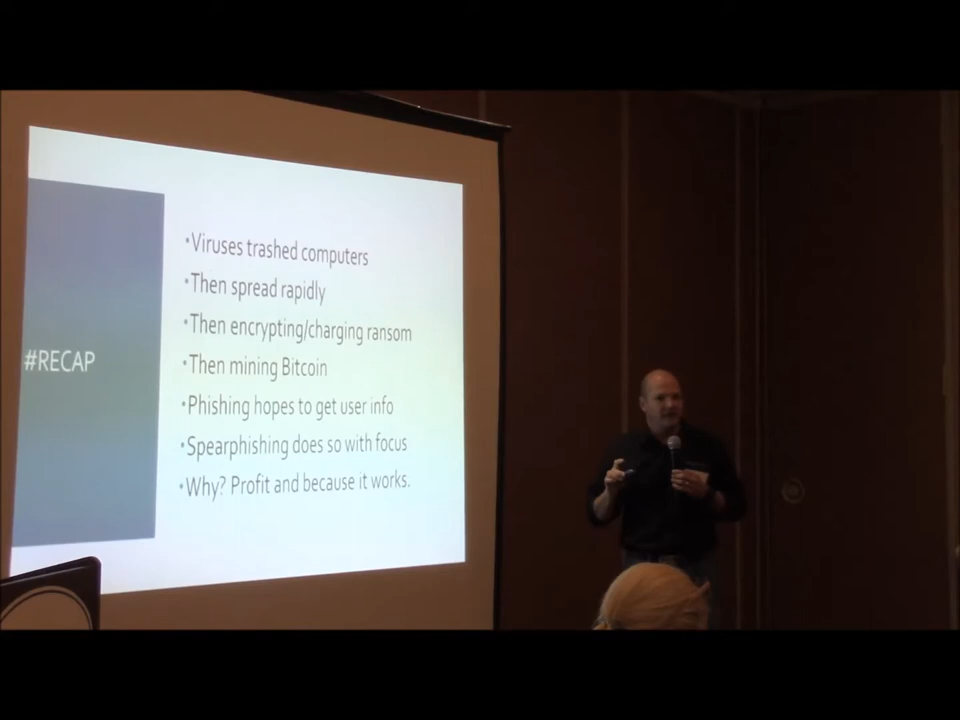 #RECAP
•Viruses trashed computers
•Then spread rapidly
•Then encrypting/charging ransom
•Then mining Bitcoin
•Phishing hopes to get user info
•Spearphishing does so with focus
•Why? Profit and because it works.